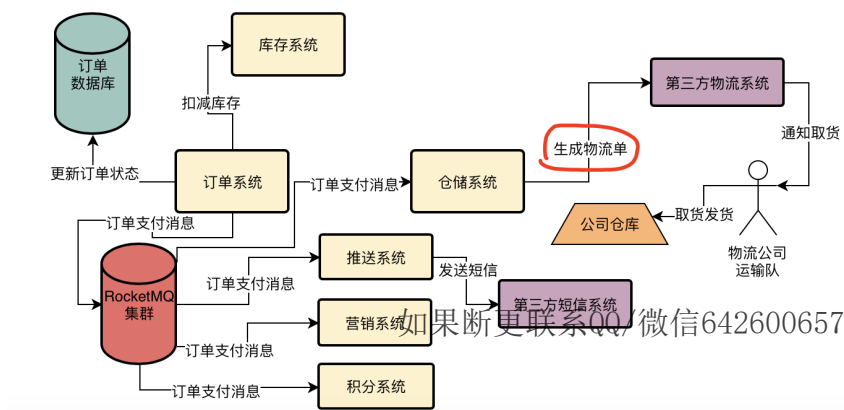 订单
数据库
库存系统
第三方物流系统
扣减库存
通知取货
生成物流单
更新订单状态
订单系统
订单支付消息
仓储系统
订单支付消息
取货发货
公司仓库
物流公司
运输队
推送系统
发送短信
订单支付消息
RocketMQ
集群
第三方短信系统
营销系统
如果断更联系QQ/微信642600657
订单支付消息
积分系统
订单支付消息